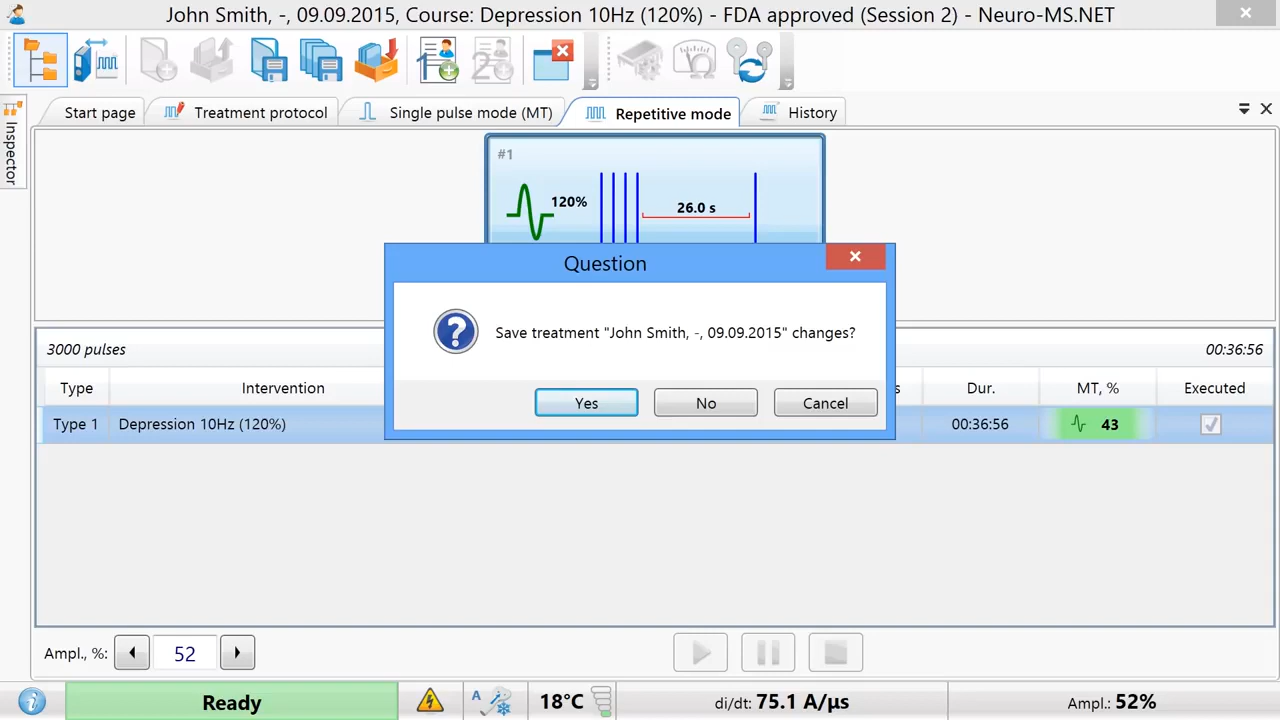 John Smith, -, 09.09.2015, Course: Depression 10Hz (120%) - FDA approved (Session 2) - Neuro-MS.NET
Start page
Treatment protocol
Single pulse mode (MT)
Repetitive mode
History
Inspector
#1
120%
26.0 s
Question
Save treatment "John Smith, -, 09.09.2015" changes?
Yes
No
Cancel
3000 pulses
00:36:56
Type
Intervention
s
Dur.
MT, %
Executed
Type 1
Depression 10Hz (120%)
00:36:56
43
Ampl., %:
52
Ready
A
18°C
di/dt: 75.1 A/µs
Ampl.: 52%